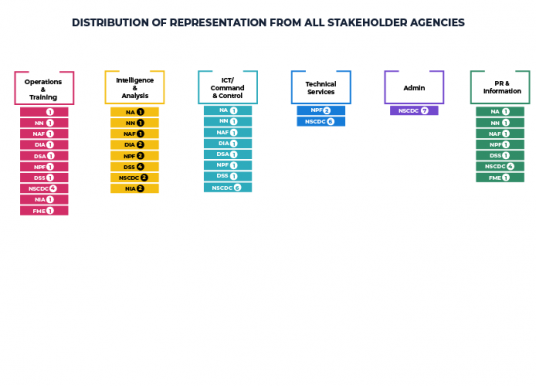 DISTRIBUTION OF REPRESENTATION FROM ALL STAKEHOLDER AGENCIES
Operations
&
Training
1
NN 1
NAF 1
DIA 1
DSA 1
NPF 1
DSS 1
NSCDC 4
NIA 1
FME 1
Intelligence
&
Analysis
NA 1
NN 1
NAF 1
DIA 2
NPF 2
DSS
NSCDC 2
NIA 2
ICT/
Command
& Control
NA 1
NN 1
NAF 1
DIA 1
DSA 1
NPF 1
DSS 1
NSCDC
Technical
Services
NPF 2
NSCDC
Admin
NSCDC 7
PR &
Information
NA 1
NN 1
NAF 1
NPF 1
DSS 1
NSCDC 4
FME 1